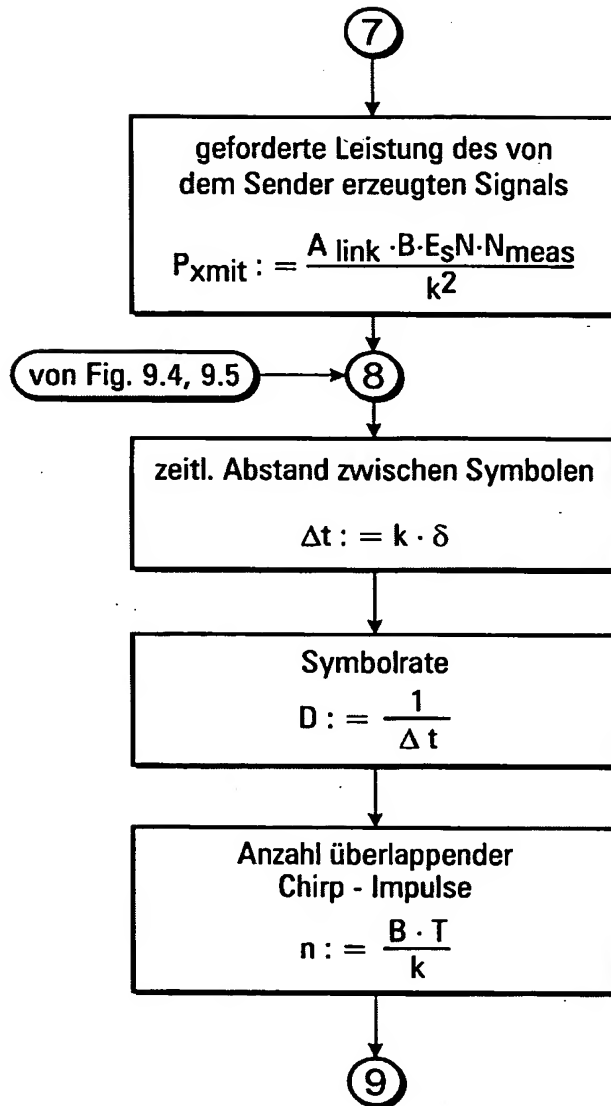 7
geforderte Leistung des von
dem Sender erzeugten Signals
P_xmit : = A_link · B · E_sN · N_meas / k²
von Fig. 9.4, 9.5
8
zeitl. Abstand zwischen Symbolen
Δt : = k · δ
Symbolrate
D : = 1 / Δ t
Anzahl überlappender
Chirp - Impulse
n : = B · T / k
9